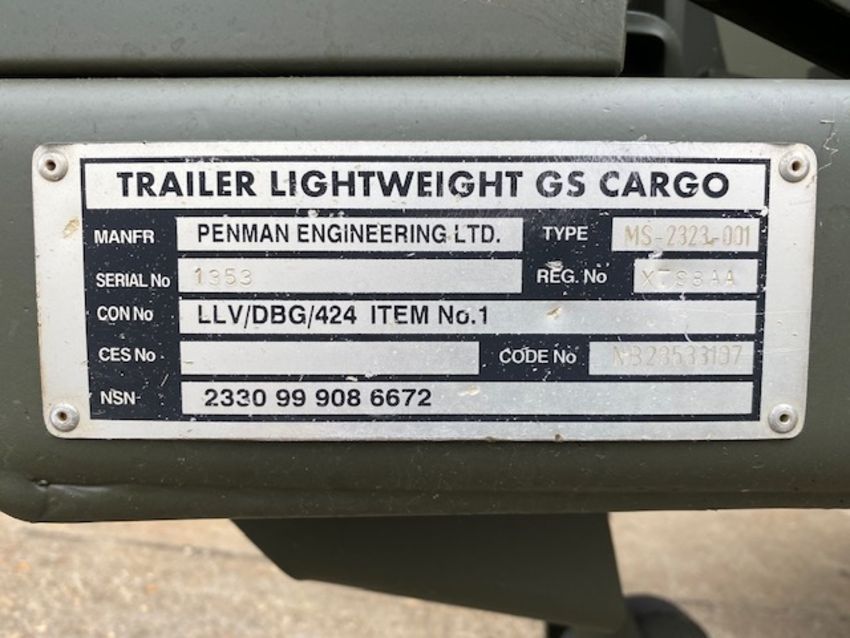 TRAILER LIGHTWEIGHT GS CARGO
MANFR PENMAN ENGINEERING LTD. TYPE MS-2323-001
SERIAL No 1353 REG. No
CON No LLV/DBG/424 ITEM No.1
CES No CODE No
NSN 2330 99 908 6672